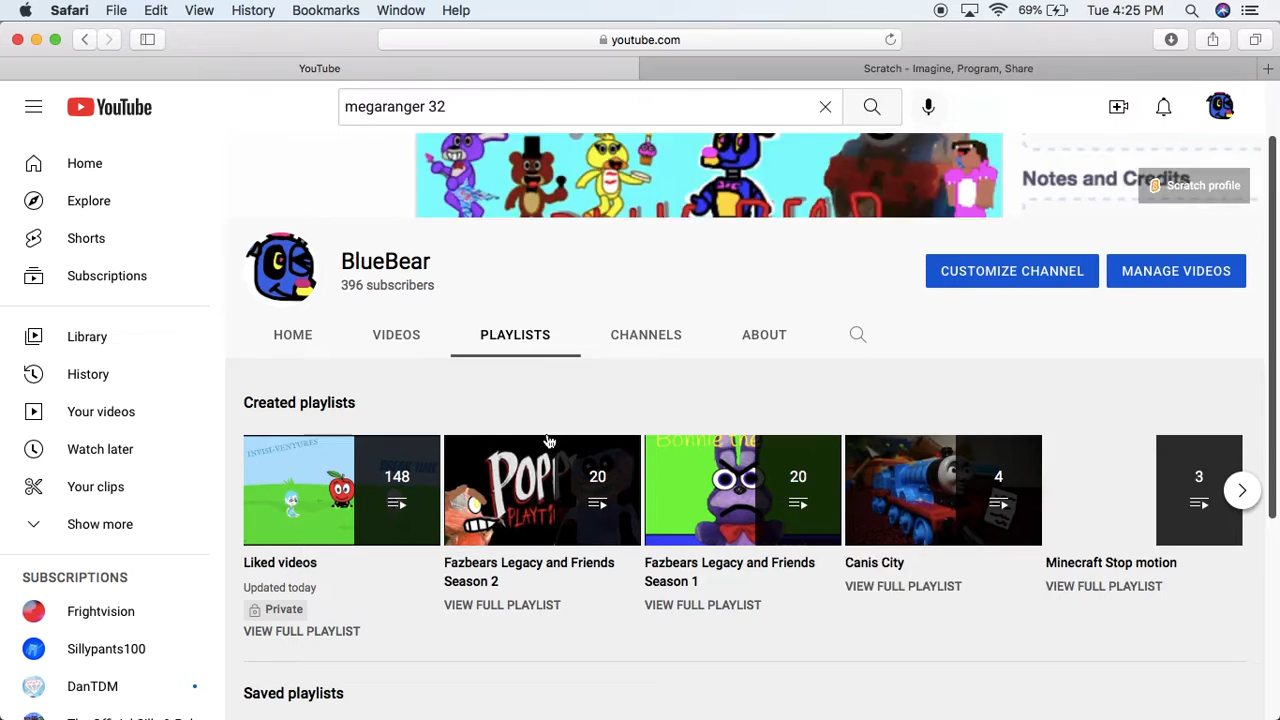 Safari File Edit View History Bookmarks Window Help 69% Tue 4:25 PM
youtube.com
YouTube Scratch - Imagine, Program, Share
YouTube megaranger 32
Notes and Credits
Scratch profile
Home
Explore
Shorts
Subscriptions
Library
History
Your videos
Watch later
Your clips
Show more
SUBSCRIPTIONS
Frightvision
Sillypants100
DanTDM
BlueBear
396 subscribers
CUSTOMIZE CHANNEL MANAGE VIDEOS
HOME VIDEOS PLAYLISTS CHANNELS ABOUT
Created playlists
INVISI-VENTURES
148
Liked videos
Updated today
Private
VIEW FULL PLAYLIST
20
Fazbears Legacy and Friends
Season 2
VIEW FULL PLAYLIST
Bonnie the
20
Fazbears Legacy and Friends
Season 1
VIEW FULL PLAYLIST
4
Canis City
VIEW FULL PLAYLIST
3
Minecraft Stop motion
VIEW FULL PLAYLIST
Saved playlists